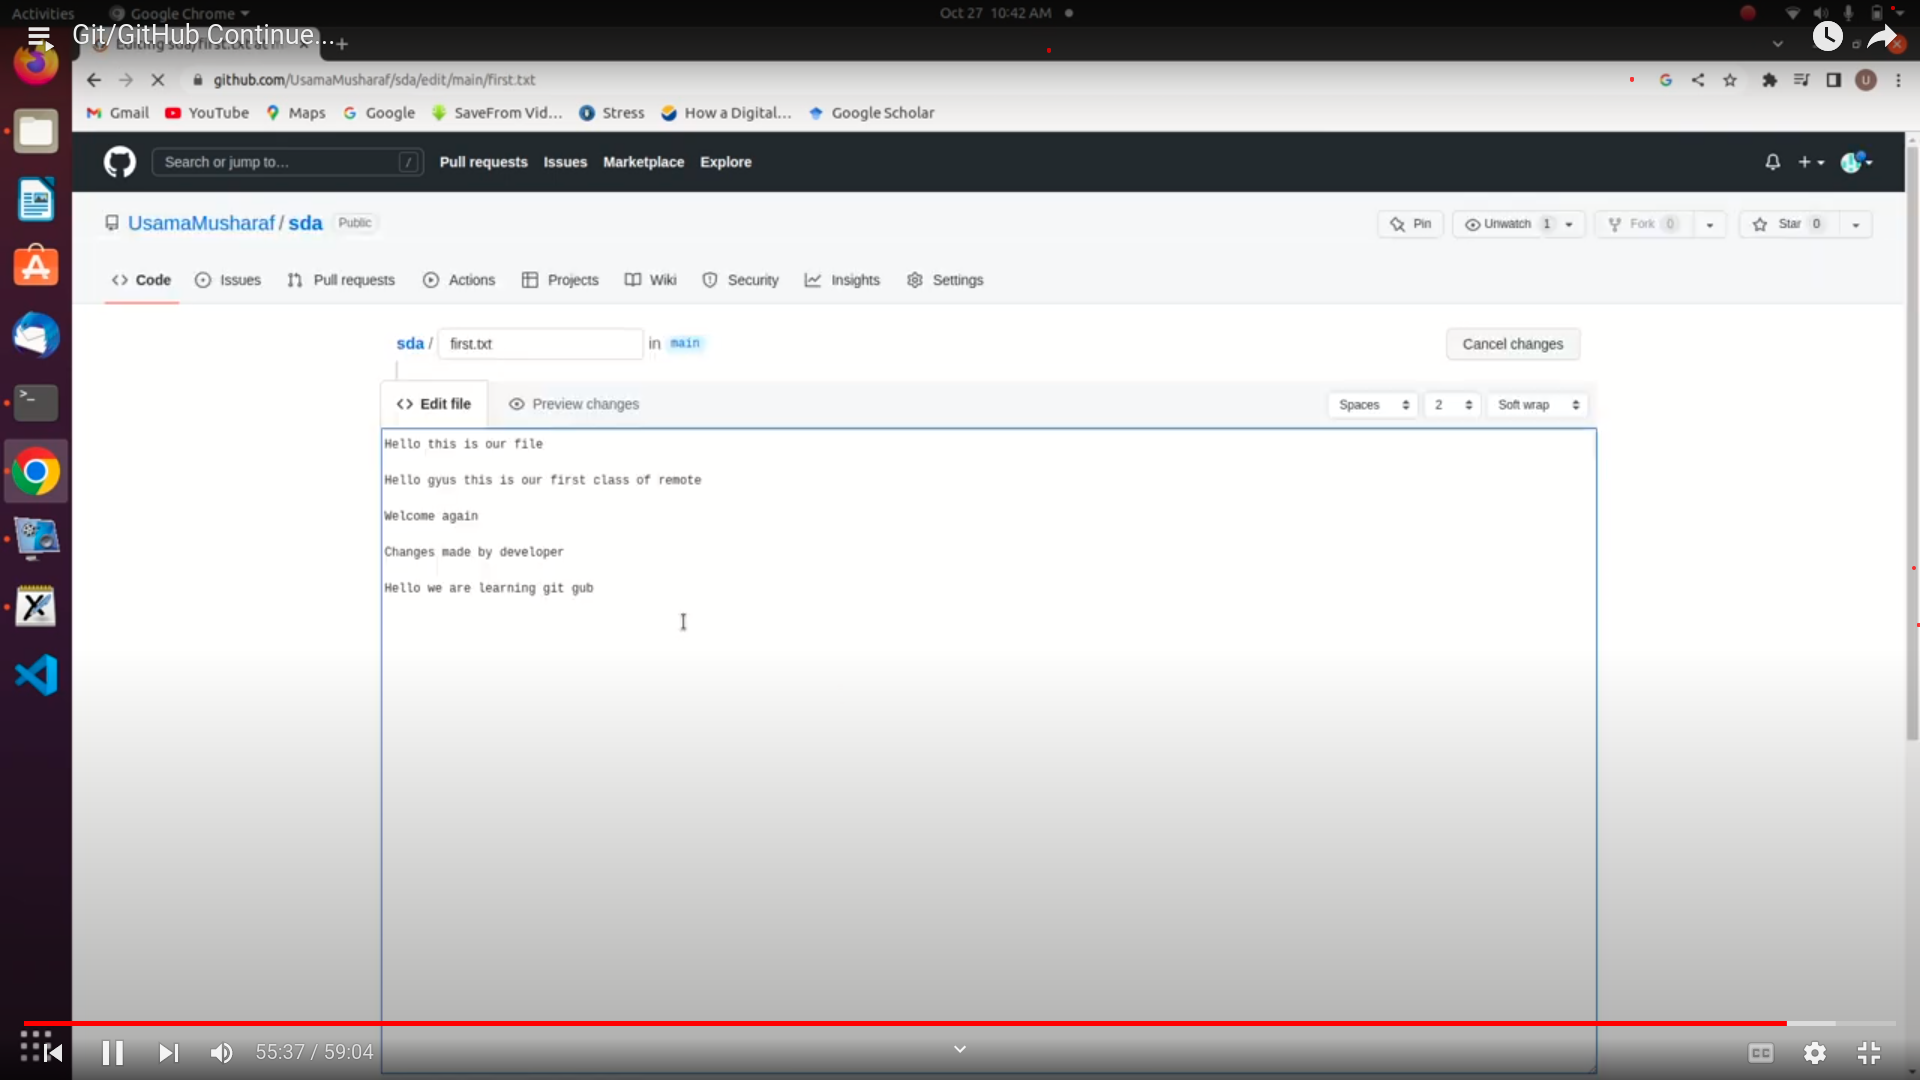 Activities
Google Chrome
Oct 27 10:42 AM
Git/GitHub Continue...
github.com/UsamaMusharaf/sda/edit/main/first.txt
Gmail YouTube Maps Google SaveFrom Vid... Stress How a Digital... Google Scholar
Search or jump to... /
Pull requests Issues Marketplace Explore
UsamaMusharaf / sda Public
Pin Unwatch 1 Fork 0 Star 0
Code Issues Pull requests Actions Projects Wiki Security Insights Settings
sda / first.txt in main
Cancel changes
Edit file Preview changes
Spaces 2 Soft wrap
Hello this is our file
Hello gyus this is our first class of remote
Welcome again
Changes made by developer
Hello we are learning git gub
55:37 / 59:04
CC